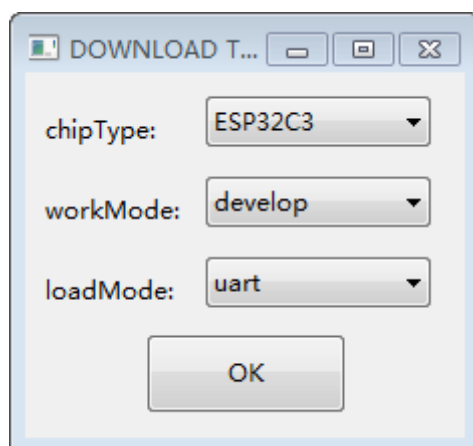 DOWNLOAD T...
chipType: ESP32C3
workMode: develop
loadMode: uart
OK